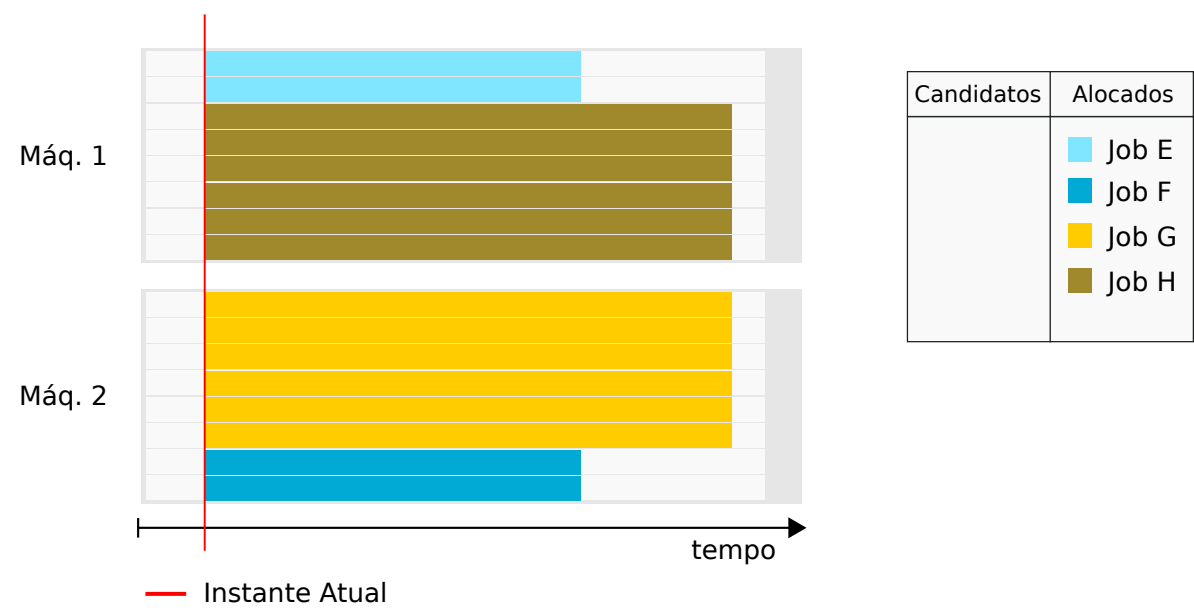 Candidatos Alocados
Máq. 1
Job E
Job F
Job G
Job H
Máq. 2
tempo
Instante Atual